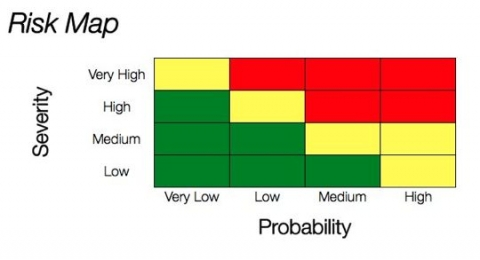 Risk Map
Severity
Very High
High
Medium
Low
Very Low Low Medium High
Probability